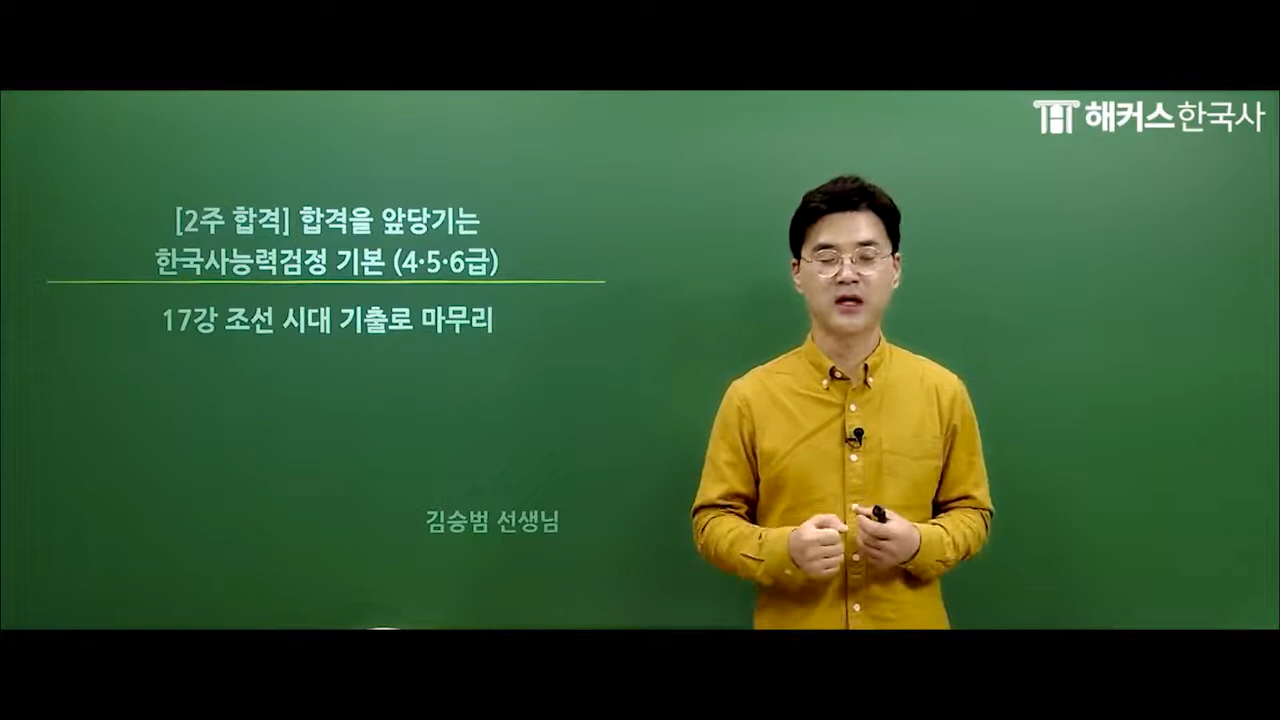 해커스한국사
[2주 합격] 합격을 앞당기는
한국사능력검정 기본 (4·5·6급)
17강 조선 시대 기출로 마무리
김승범 선생님